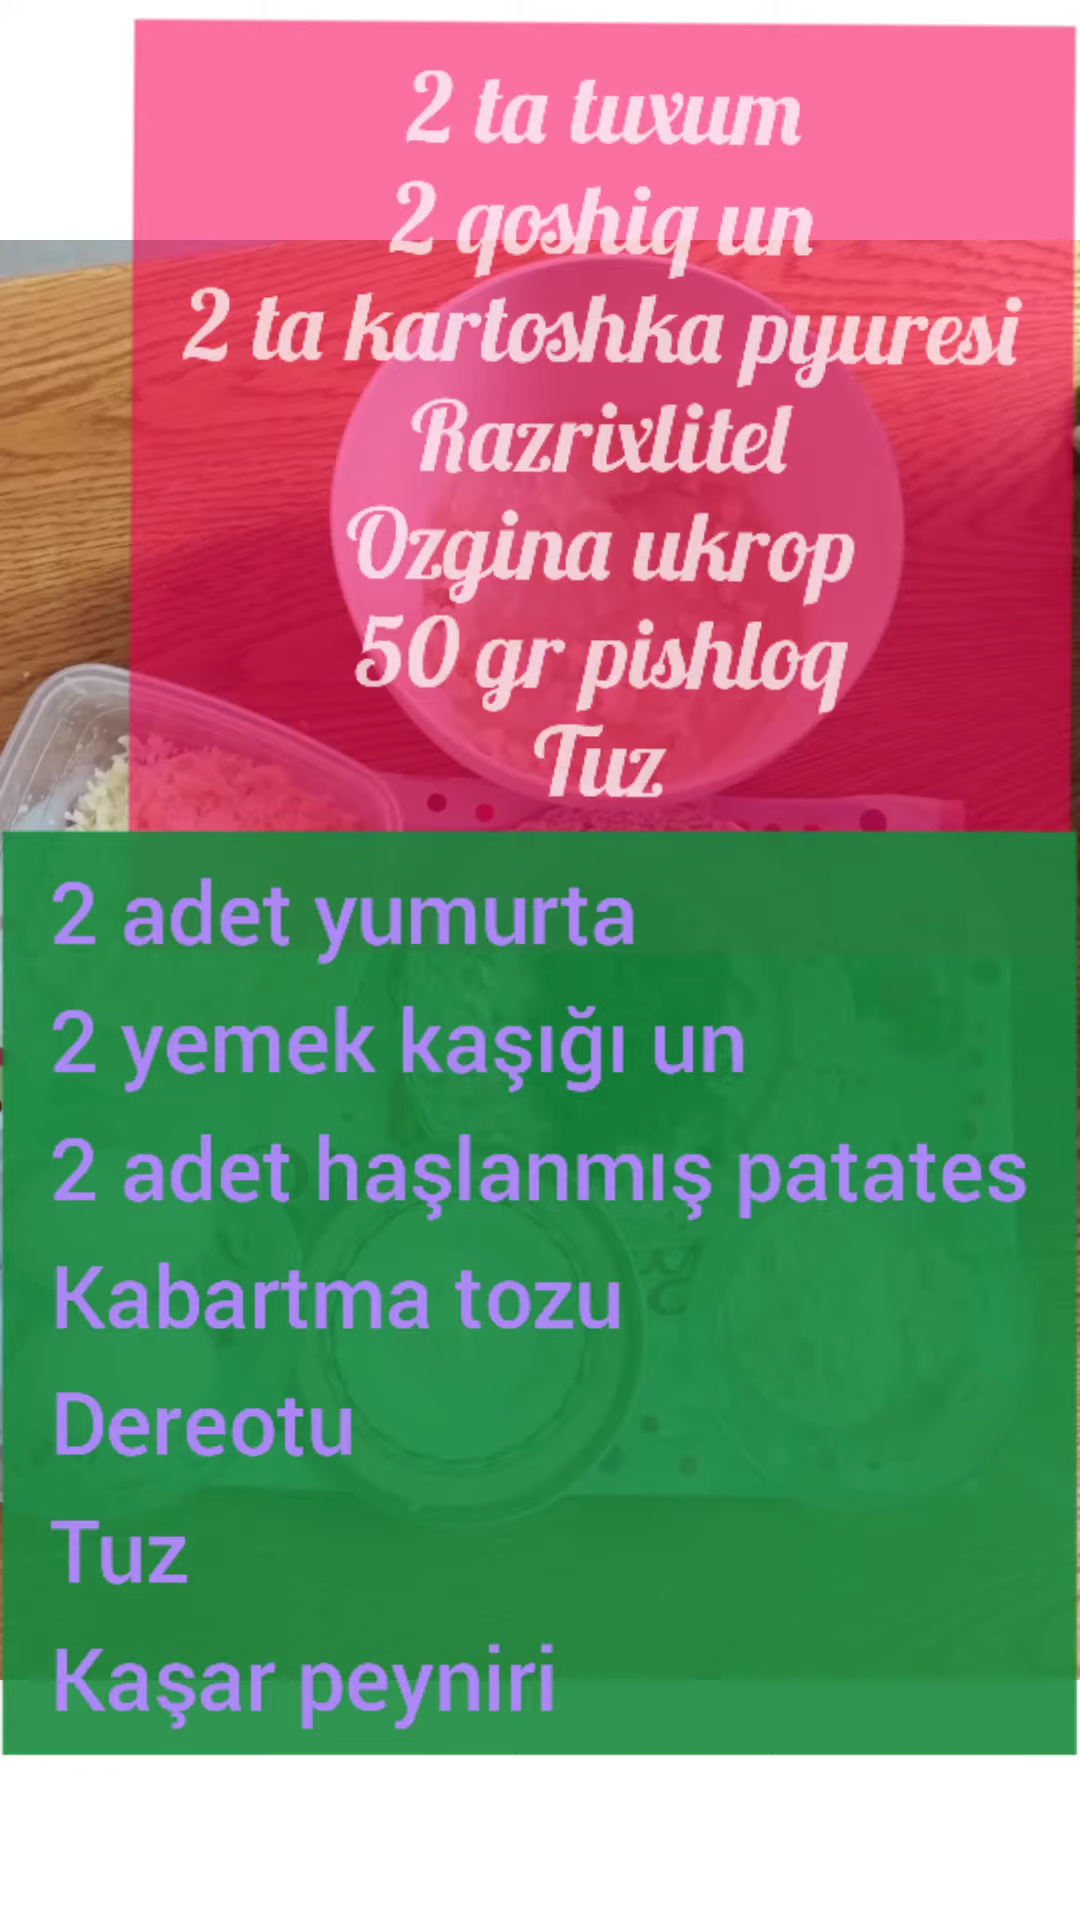 2 ta tuxum
2 qoshiq un
2 ta kartoshka pyuresi
Razrixlitel
Ozgina ukrop
50 gr pishloq
Tuz
2 adet yumurta
2 yemek kaşığı un
2 adet haşlanmış patates
Kabartma tozu
Dereotu
Tuz
Kaşar peyniri